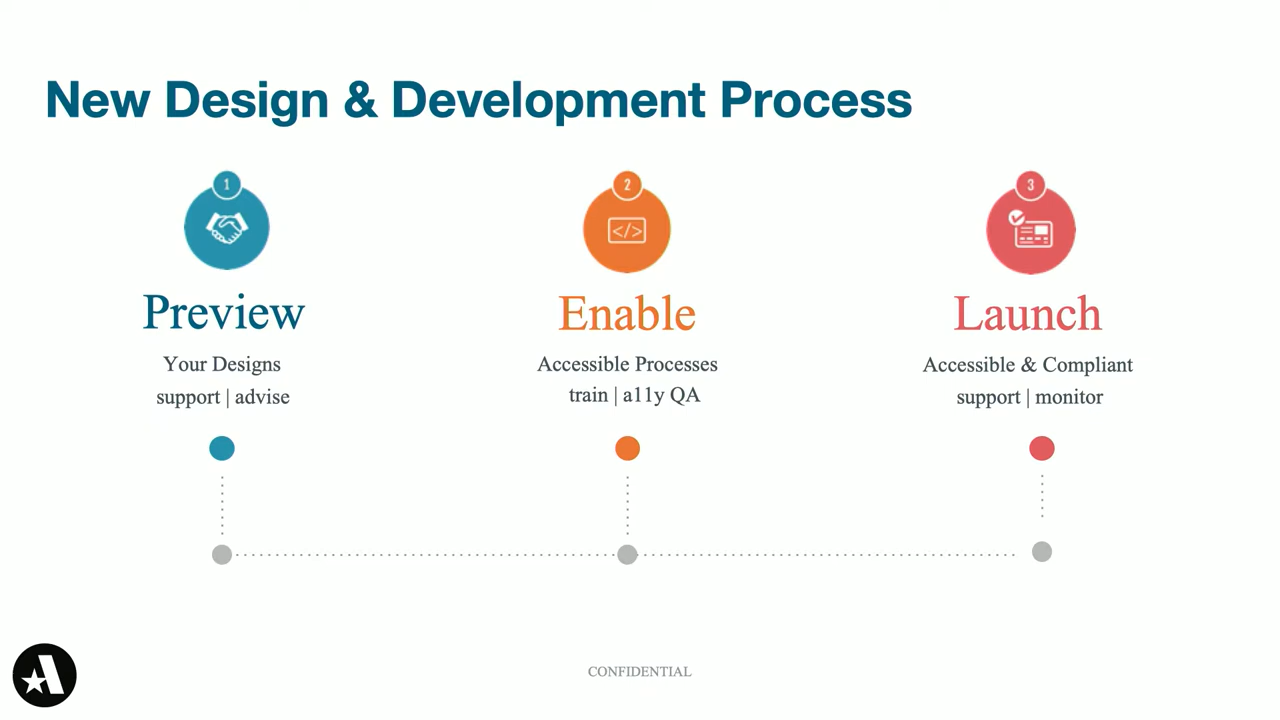 New Design & Development Process
1
2
3
</>
Preview
Enable
Launch
Your Designs
support | advise
Accessible Processes
train | a11y QA
Accessible & Compliant
support | monitor
A
CONFIDENTIAL